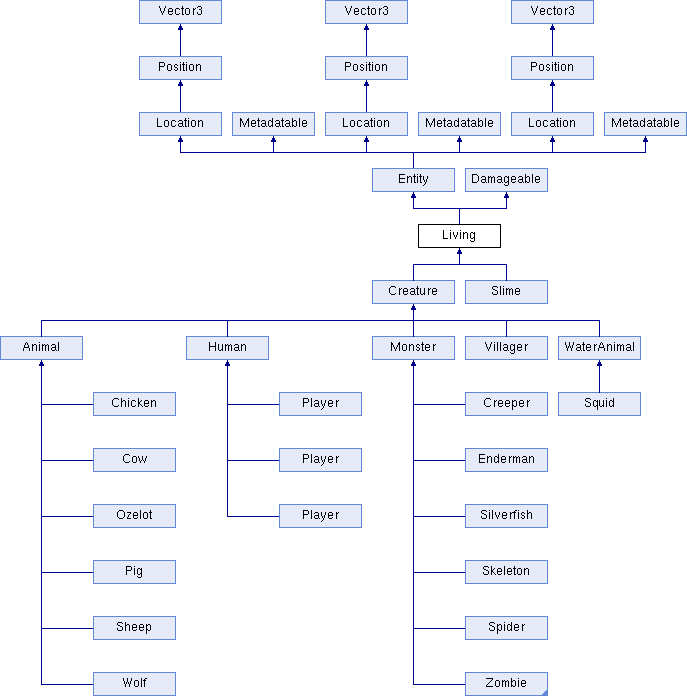 Vector3 Vector3 Vector3
Position Position Position
Location Metadatable Location Metadatable Location Metadatable
Entity Damageable
Living
Creature Slime
Animal Human Monster Villager WaterAnimal
Chicken Player Creeper Squid
Cow Player Enderman
Ozelot Player Silverfish
Pig Skeleton
Sheep Spider
Wolf Zombie